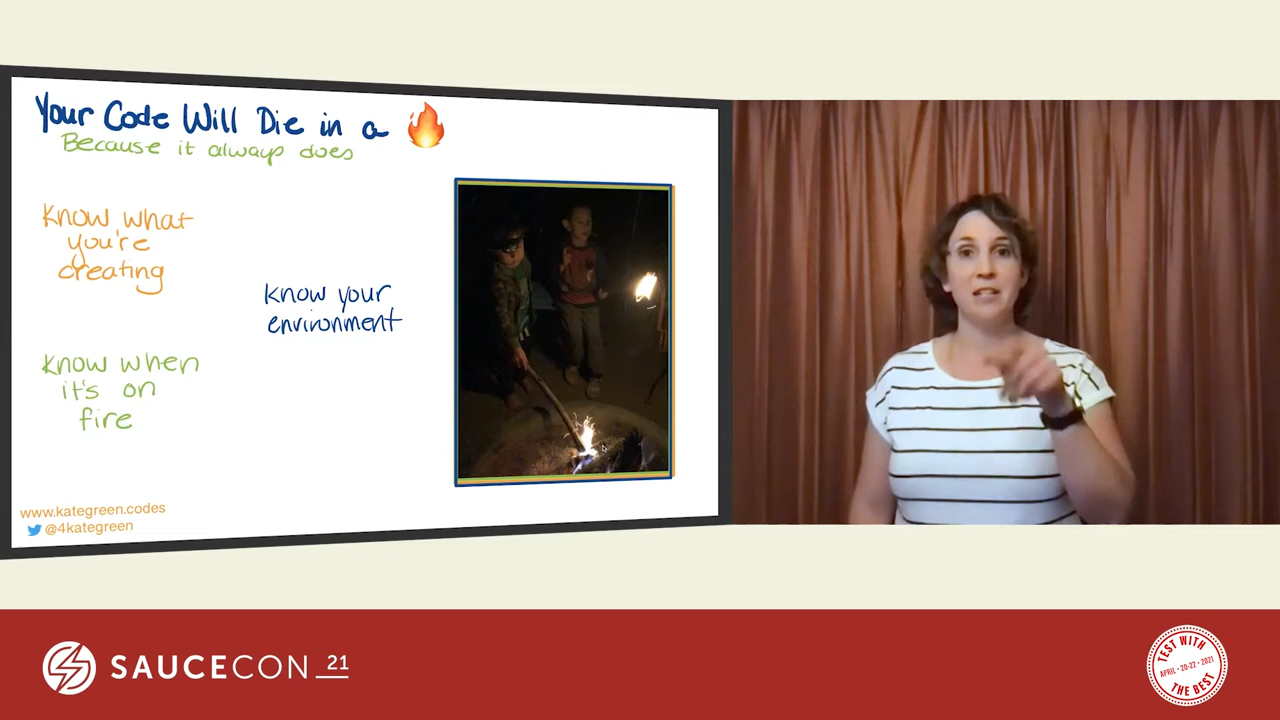 Your Code Will Die in a 🔥
Because it always does
Know what
you're
creating
Know your
environment
Know when
it's on
fire
www.kategreen.codes
@4kategreen
SAUCECON 21
TEST WITH
APRIL • 20-22 • 2021
THE BEST